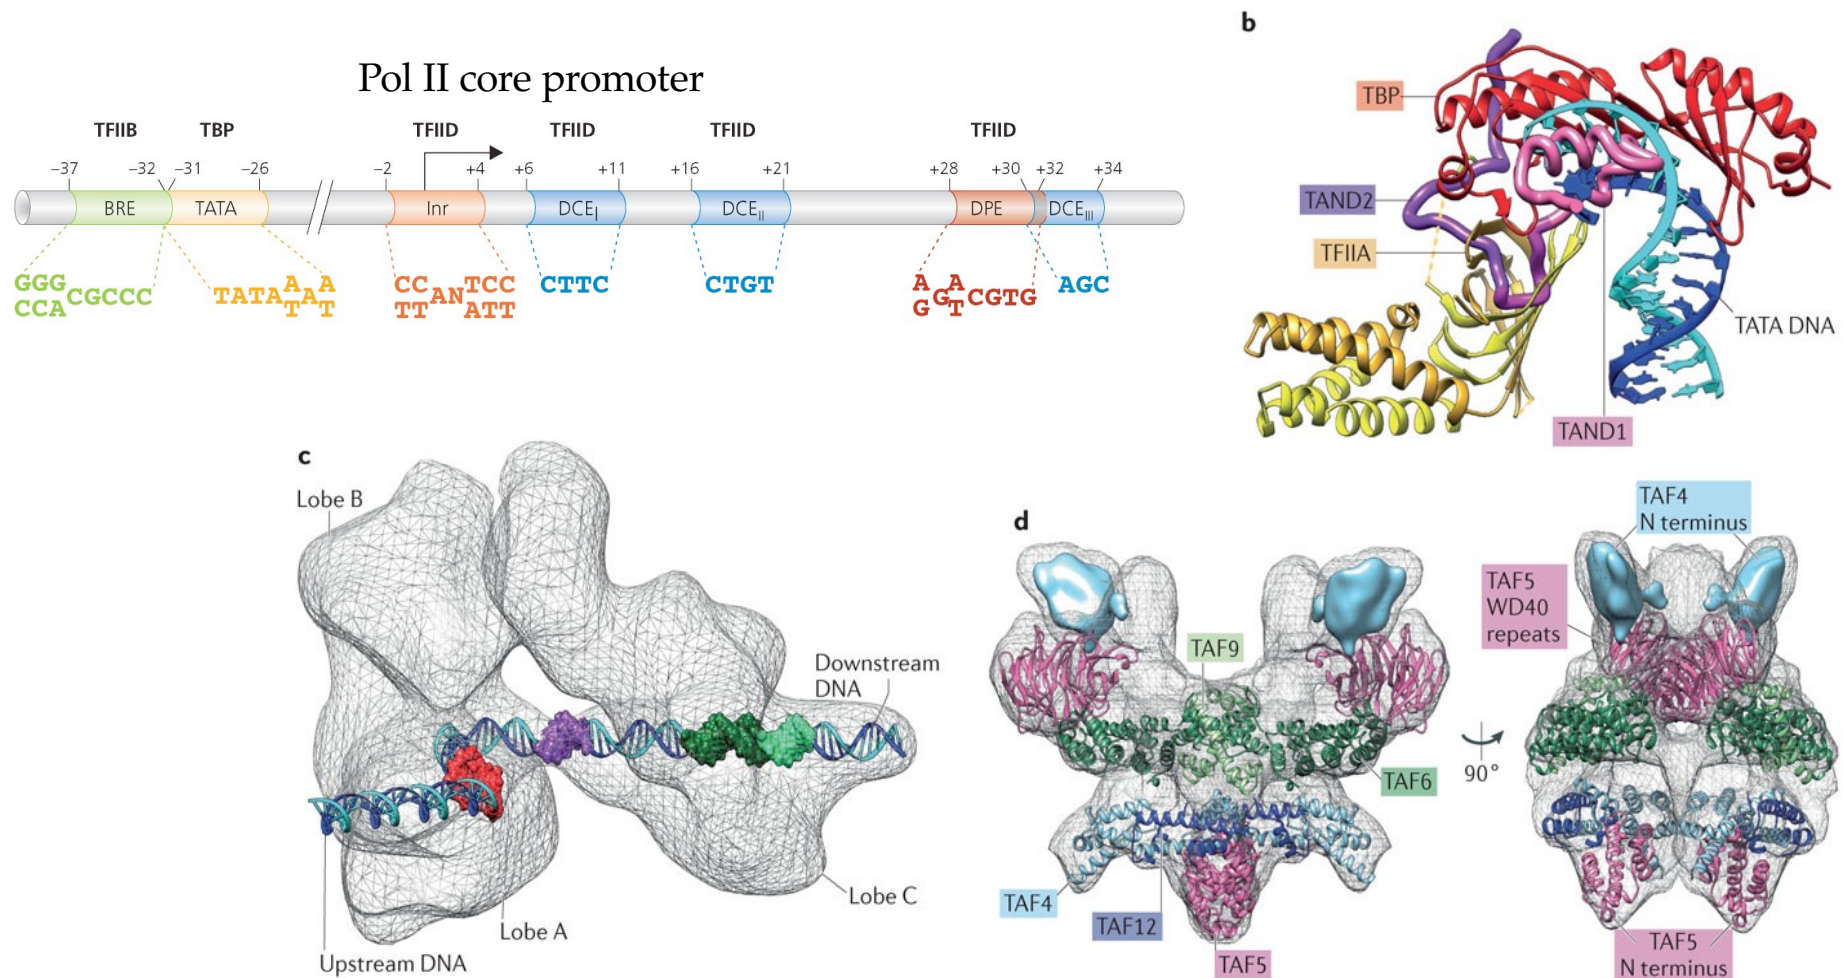 Pol II core promoter
TFIIB TBP TFIID TFIID TFIID TFIID
−37 −32 −31 −26 −2 +4 +6 +11 +16 +21 +28 +30 +32 +34
BRE TATA Inr DCEI DCEII DPE DCEIII
GGG A A CC TCC A A
CGCCC TATA A AN CTTC CTGT G CGTG AGC
CCA T T TT ATT G T
b
TBP
TAND2
TFIIA
TATA DNA
TAND1
c
Lobe B
Downstream
DNA
Lobe C
Lobe A
Upstream DNA
d
TAF4
N terminus
TAF5
WD40
repeats
TAF9
90°
TAF6
TAF4
TAF12
TAF5
TAF5
N terminus